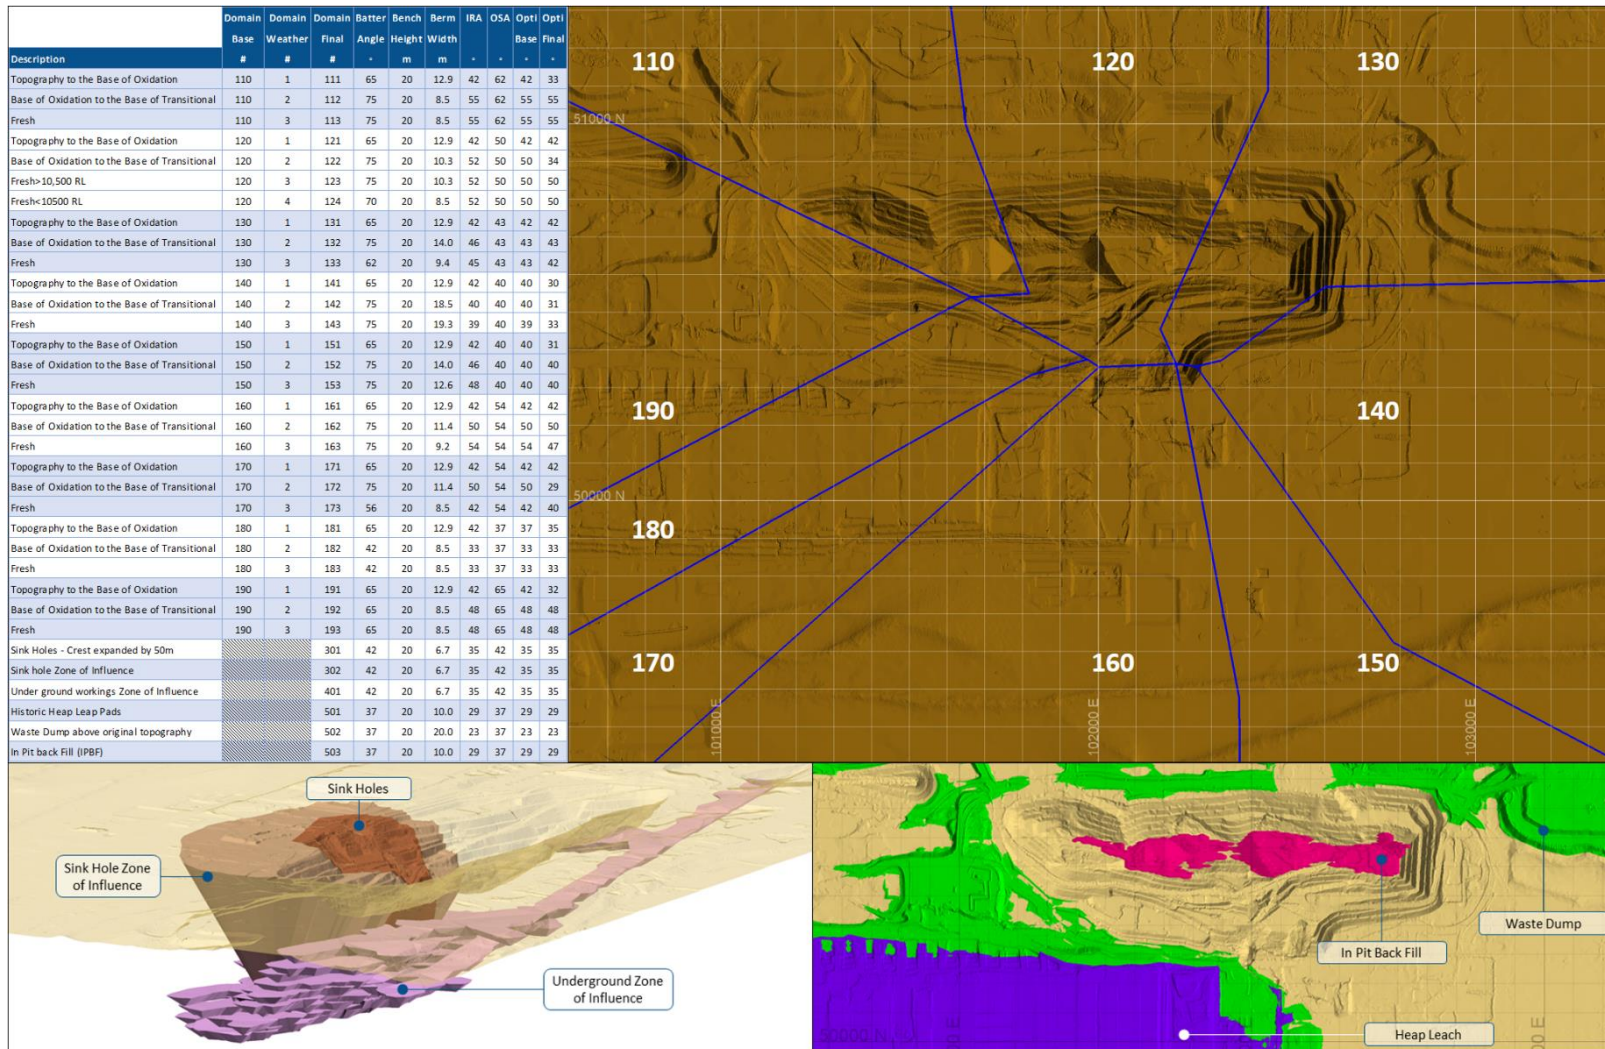 Description Domain Base # Domain Weather # Domain Final # Batter Angle ° Bench Height m Berm Width m IRA ° OSA ° Opti Base ° Opti Final °
Topography to the Base of Oxidation 110 1 111 65 20 12.9 42 62 42 33
Base of Oxidation to the Base of Transitional 110 2 112 75 20 8.5 55 62 55 55
Fresh 110 3 113 75 20 8.5 55 62 55 55
Topography to the Base of Oxidation 120 1 121 65 20 12.9 42 50 42 42
Base of Oxidation to the Base of Transitional 120 2 122 75 20 10.3 52 50 50 34
Fresh>10,500 RL 120 3 123 75 20 10.3 52 50 50 50
Fresh<10500 RL 120 4 124 70 20 8.5 52 50 50 50
Topography to the Base of Oxidation 130 1 131 65 20 12.9 42 43 42 42
Base of Oxidation to the Base of Transitional 130 2 132 75 20 14.0 46 43 43 43
Fresh 130 3 133 62 20 9.4 45 43 43 42
Topography to the Base of Oxidation 140 1 141 65 20 12.9 42 40 40 30
Base of Oxidation to the Base of Transitional 140 2 142 75 20 18.5 40 40 40 31
Fresh 140 3 143 75 20 19.3 39 40 39 33
Topography to the Base of Oxidation 150 1 151 65 20 12.9 42 40 40 31
Base of Oxidation to the Base of Transitional 150 2 152 75 20 14.0 46 40 40 40
Fresh 150 3 153 75 20 12.6 48 40 40 40
Topography to the Base of Oxidation 160 1 161 65 20 12.9 42 54 42 42
Base of Oxidation to the Base of Transitional 160 2 162 75 20 11.4 50 54 50 50
Fresh 160 3 163 75 20 9.2 54 54 54 47
Topography to the Base of Oxidation 170 1 171 65 20 12.9 42 54 42 42
Base of Oxidation to the Base of Transitional 170 2 172 75 20 11.4 50 54 50 29
Fresh 170 3 173 56 20 8.5 42 54 42 40
Topography to the Base of Oxidation 180 1 181 65 20 12.9 42 37 37 35
Base of Oxidation to the Base of Transitional 180 2 182 42 20 8.5 33 37 33 33
Fresh 180 3 183 42 20 8.5 33 37 33 33
Topography to the Base of Oxidation 190 1 191 65 20 12.9 42 65 42 32
Base of Oxidation to the Base of Transitional 190 2 192 65 20 8.5 48 65 48 48
Fresh 190 3 193 65 20 8.5 48 65 48 48
Sink Holes - Crest expanded by 50m 301 42 20 6.7 35 42 35 35
Sink hole Zone of Influence 302 42 20 6.7 35 42 35 35
Under ground workings Zone of Influence 401 42 20 6.7 35 42 35 35
Historic Heap Leap Pads 501 37 20 10.0 29 37 29 29
Waste Dump above original topography 502 37 20 20.0 23 37 23 23
In Pit back Fill (IPBF) 503 37 20 10.0 29 37 29 29
110
120
130
51000 N
190
140
50000 N
180
170
160
150
101000 E
102000 E
103000 E
Sink Holes
Sink Hole Zone
of Influence
Underground Zone
of Influence
Waste Dump
In Pit Back Fill
Heap Leach
50000 N